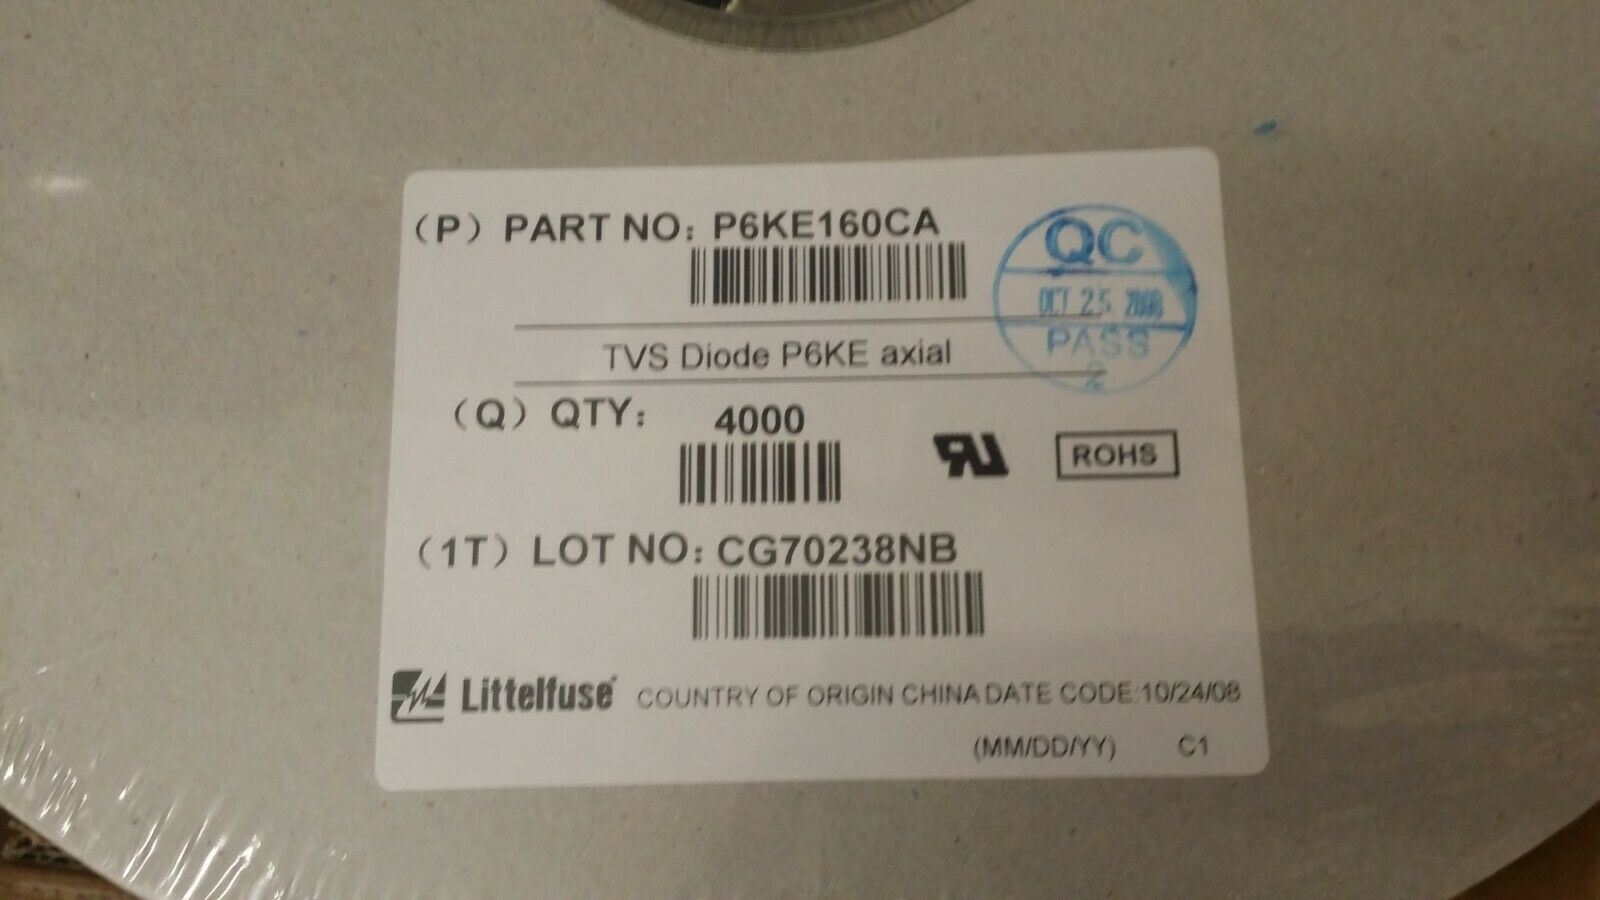 (P) PART NO: P6KE160CA
QC
OCT 25. 2008
PASS
2
TVS Diode P6KE axial
(Q) QTY: 4000
ROHS
(1T) LOT NO: CG70238NB
Littelfuse COUNTRY OF ORIGIN CHINA DATE CODE:10/24/08
(MM/DD/YY) C1